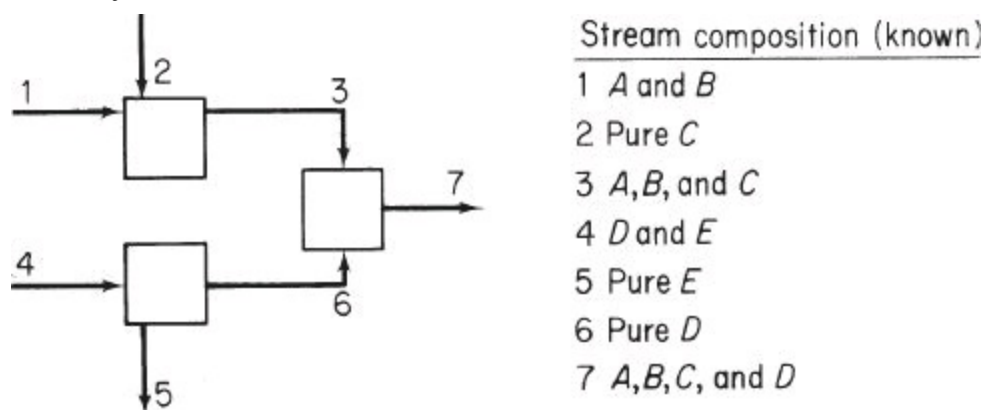 2
1
3
7
4
6
5
Stream composition (known)
1 A and B
2 Pure C
3 A,B, and C
4 D and E
5 Pure E
6 Pure D
7 A,B,C, and D